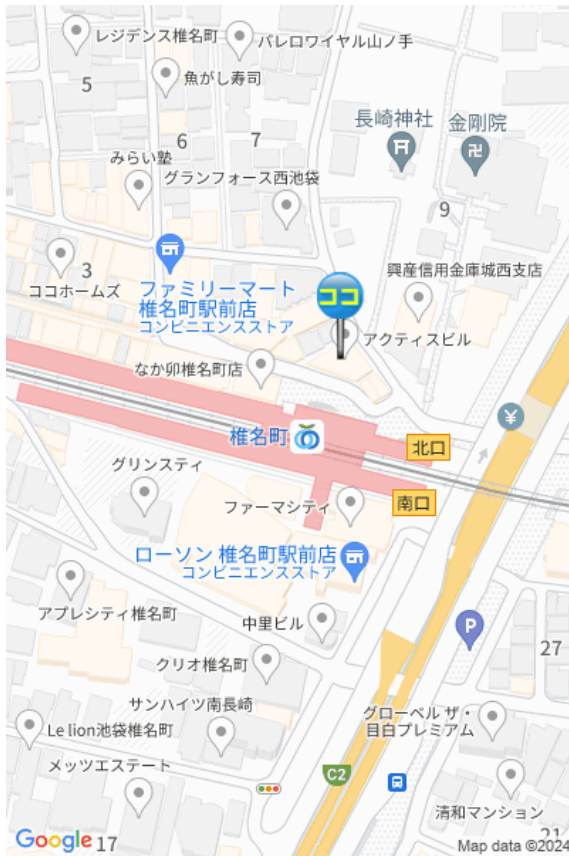 レジデンス椎名町
パレロワイヤル山ノ手
5
魚がし寿司
6
7
長崎神社
金剛院
みらい塾
グランフォース西池袋
9
3
ココホームズ
ファミリーマート
椎名町駅前店
コンビニエンスストア
興産信用金庫城西支店
ココ
アクティスビル
なか卯椎名町店
¥
椎名町
北口
グリンスティ
ファーマシティ
南口
ローソン 椎名町駅前店
コンビニエンスストア
アプレシティ椎名町
中里ビル
P
27
クリオ椎名町
サンハイツ南長崎
グローベル ザ・
目白プレミアム
Le lion池袋椎名町
メッツエステート
C2
清和マンション
Google
17
21
Map data ©2024